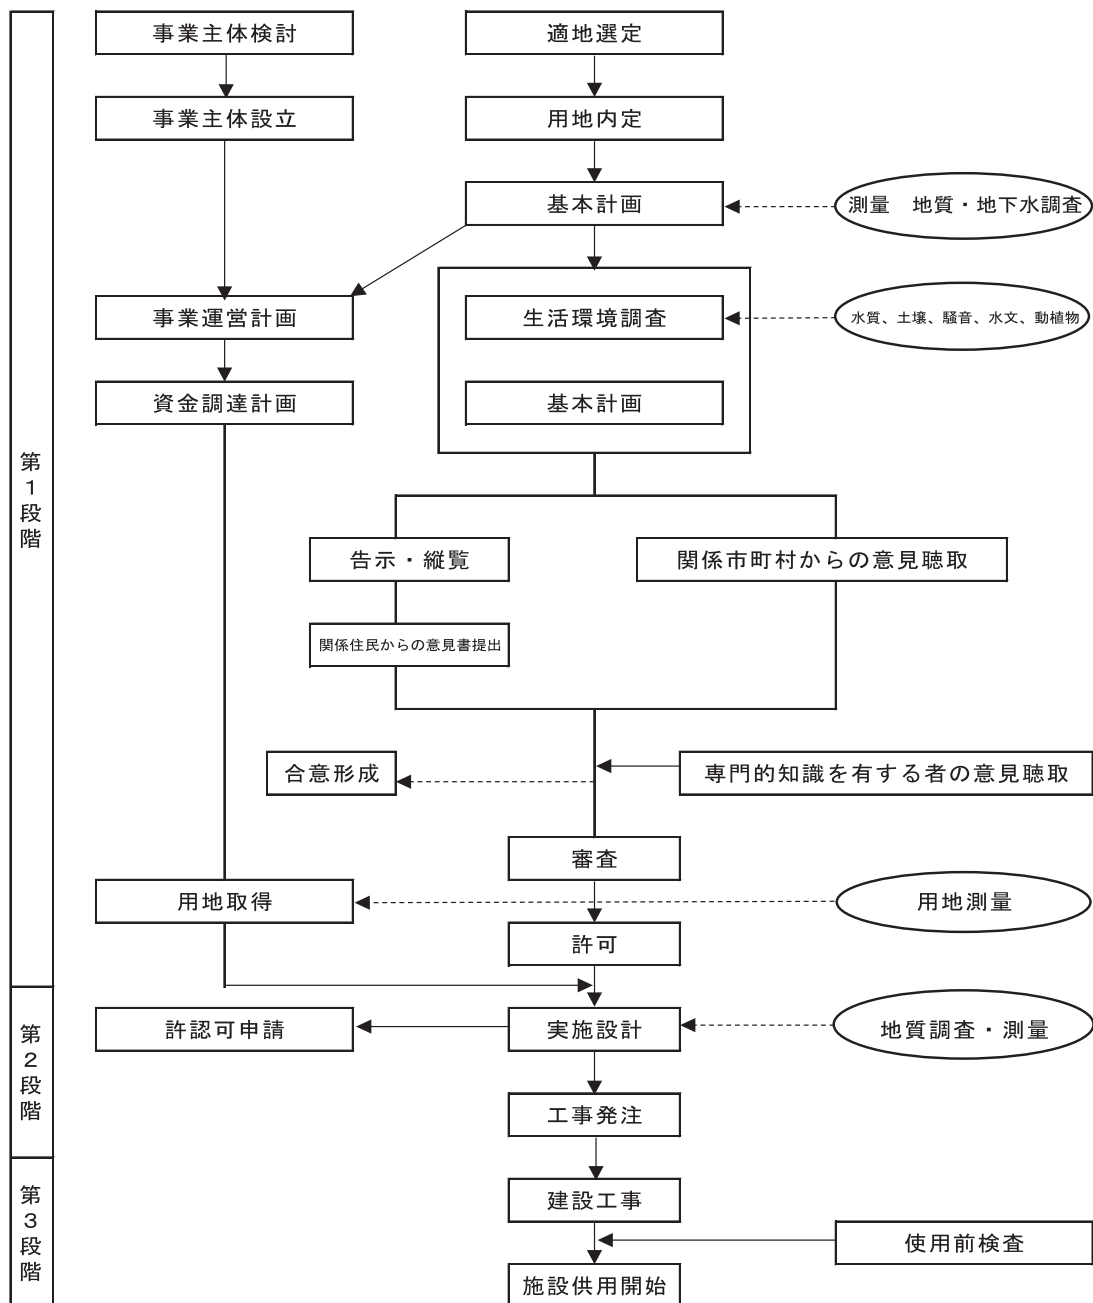 事業主体検討
適地選定
事業主体設立
用地内定
基本計画
測量 地質・地下水調査
事業運営計画
生活環境調査
水質、土壌、騒音、水文、動植物
資金調達計画
基本計画
第1段階
告示・縦覧
関係市町村からの意見聴取
関係住民からの意見書提出
合意形成
専門的知識を有する者の意見聴取
審査
用地取得
用地測量
許可
第2段階
許認可申請
実施設計
地質調査・測量
工事発注
第3段階
建設工事
使用前検査
施設供用開始